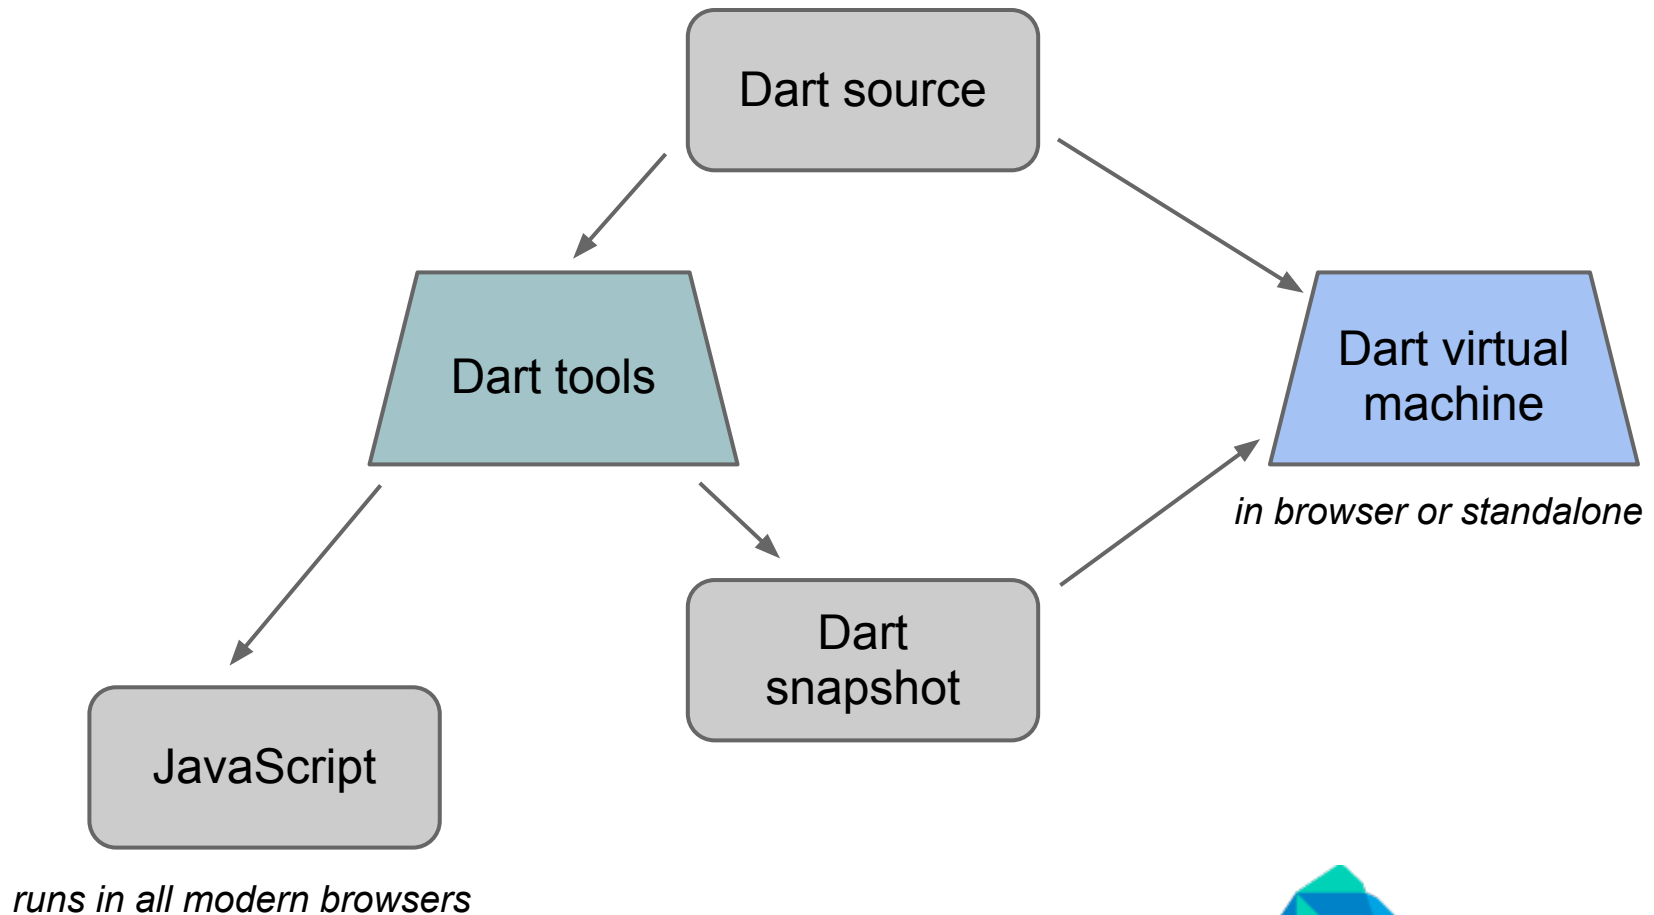 Dart source
Dart tools
Dart virtual
machine
in browser or standalone
Dart
snapshot
JavaScript
runs in all modern browsers